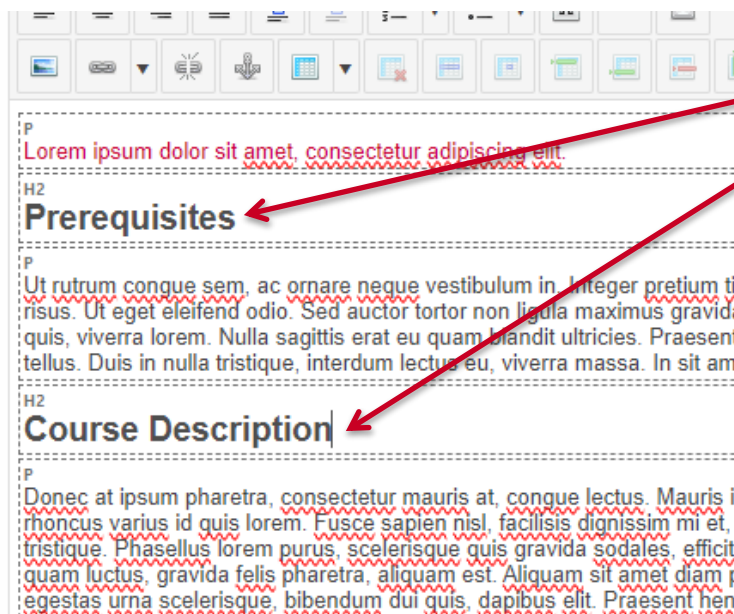 P
Lorem ipsum dolor sit amet, consectetur adipiscing elit.
H2
Prerequisites
P
Ut rutrum congue sem, ac ornare neque vestibulum in. Integer pretium
risus. Ut eget eleifend odio. Sed auctor tortor non ligula maximus gravida
quis, viverra lorem. Nulla sagittis erat eu quam blandit ultricies. Praesent
tellus. Duis in nulla tristique, interdum lectus eu, viverra massa. In sit
H2
Course Description
P
Donec at ipsum pharetra, consectetur mauris at, congue lectus. Mauris
rhoncus varius id quis lorem. Fusce sapien nisl, facilisis dignissim mi et,
tristique. Phasellus lorem purus, scelerisque quis gravida sodales,
quam luctus, gravida felis pharetra, aliquam est. Aliquam sit amet diam
egestas urna scelerisque, bibendum dui quis, dapibus elit. Praesent